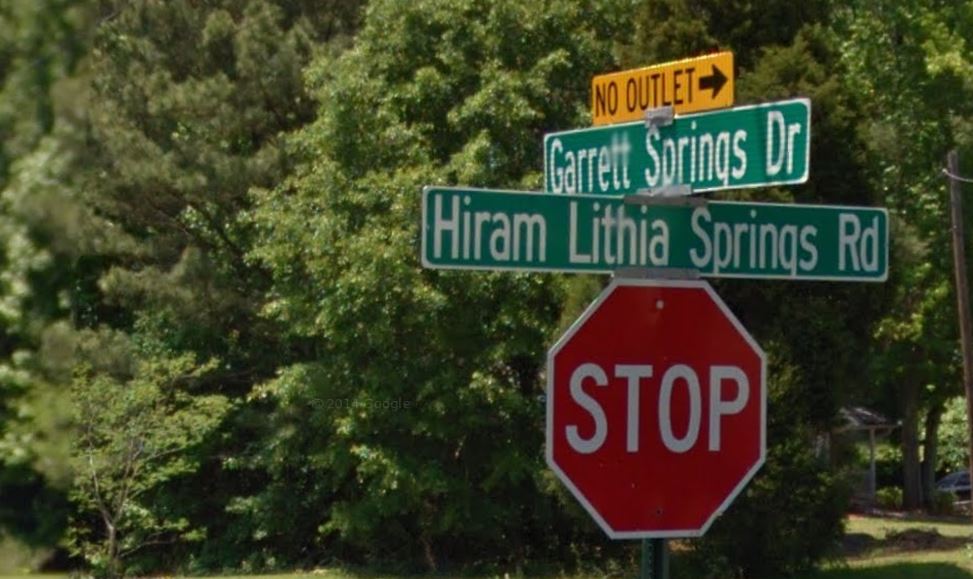 NO OUTLET
Garrett Springs Dr
Hiram Lithia Springs Rd
STOP
© 2014 Google